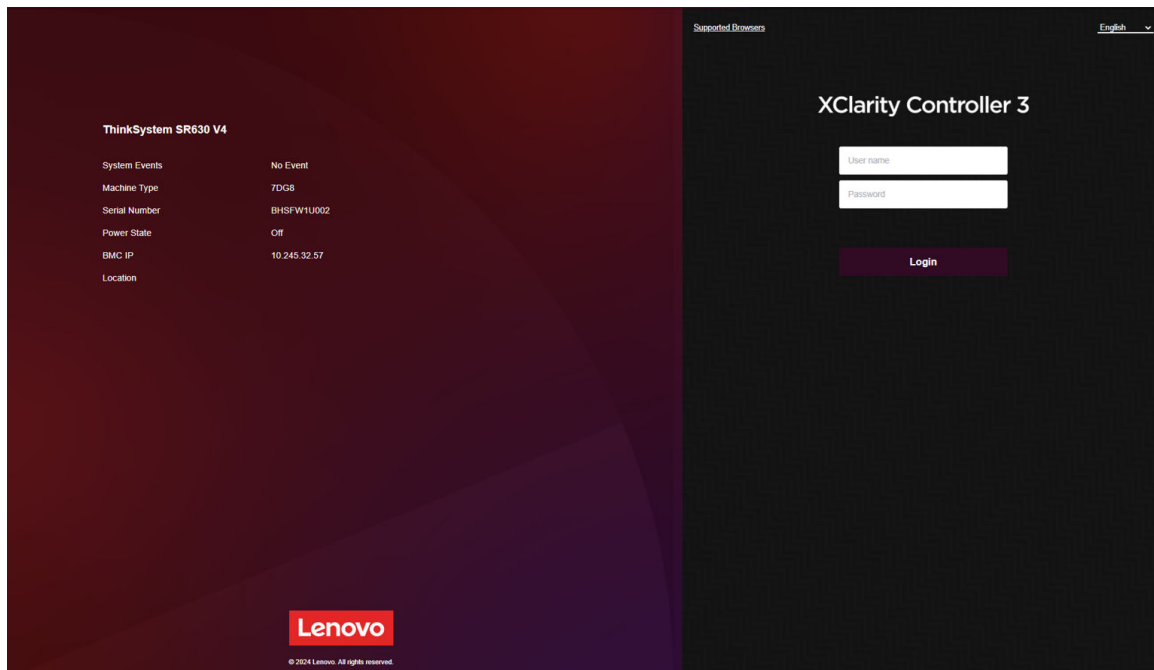 ThinkSystem SR630 V4
System Events No Event
Machine Type 7DG8
Serial Number BHSFW1U002
Power State Off
BMC IP 10.245.32.57
Location
Lenovo
© 2024 Lenovo. All rights reserved.
Supported Browsers English
XClarity Controller 3
User name
Password
Login